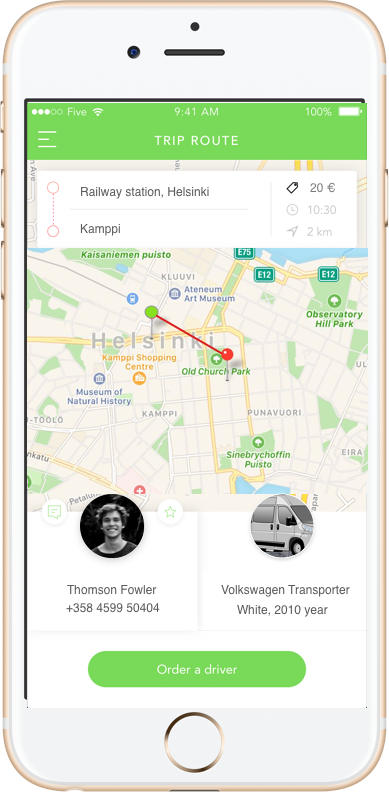 Five 9:41 AM 100%
TRIP ROUTE
Railway station, Helsinki
20 €
10:30
Kamppi
2 km
Kaisaniemen puisto
E75
E12
E12
KLUUVI
Ateneum
Art Museum
Observatory
Hill Park
Helsinki
Kamppi Shopping
Centre
Old Church Park
Museum of
Natural History
KAMPPI
PUNAVUORI
-TÖÖLÖ
Sinebrychoffin
Puisto
EIRA
Thomson Fowler
+358 4599 50404
Volkswagen Transporter
White, 2010 year
Order a driver